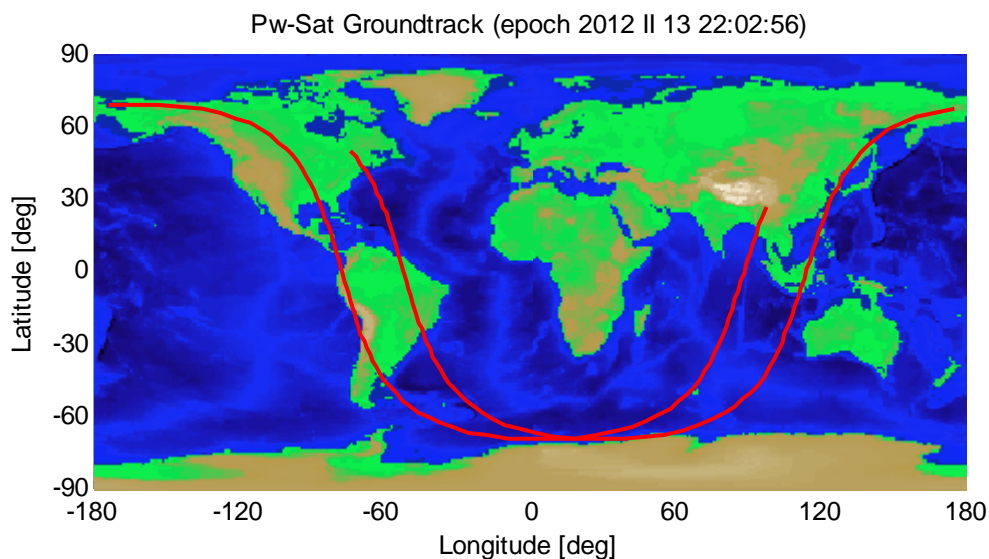 Pw-Sat Groundtrack (epoch 2012 II 13 22:02:56)
90
60
30
0
-30
-60
-90
Latitude [deg]
-180 -120 -60 0 60 120 180
Longitude [deg]